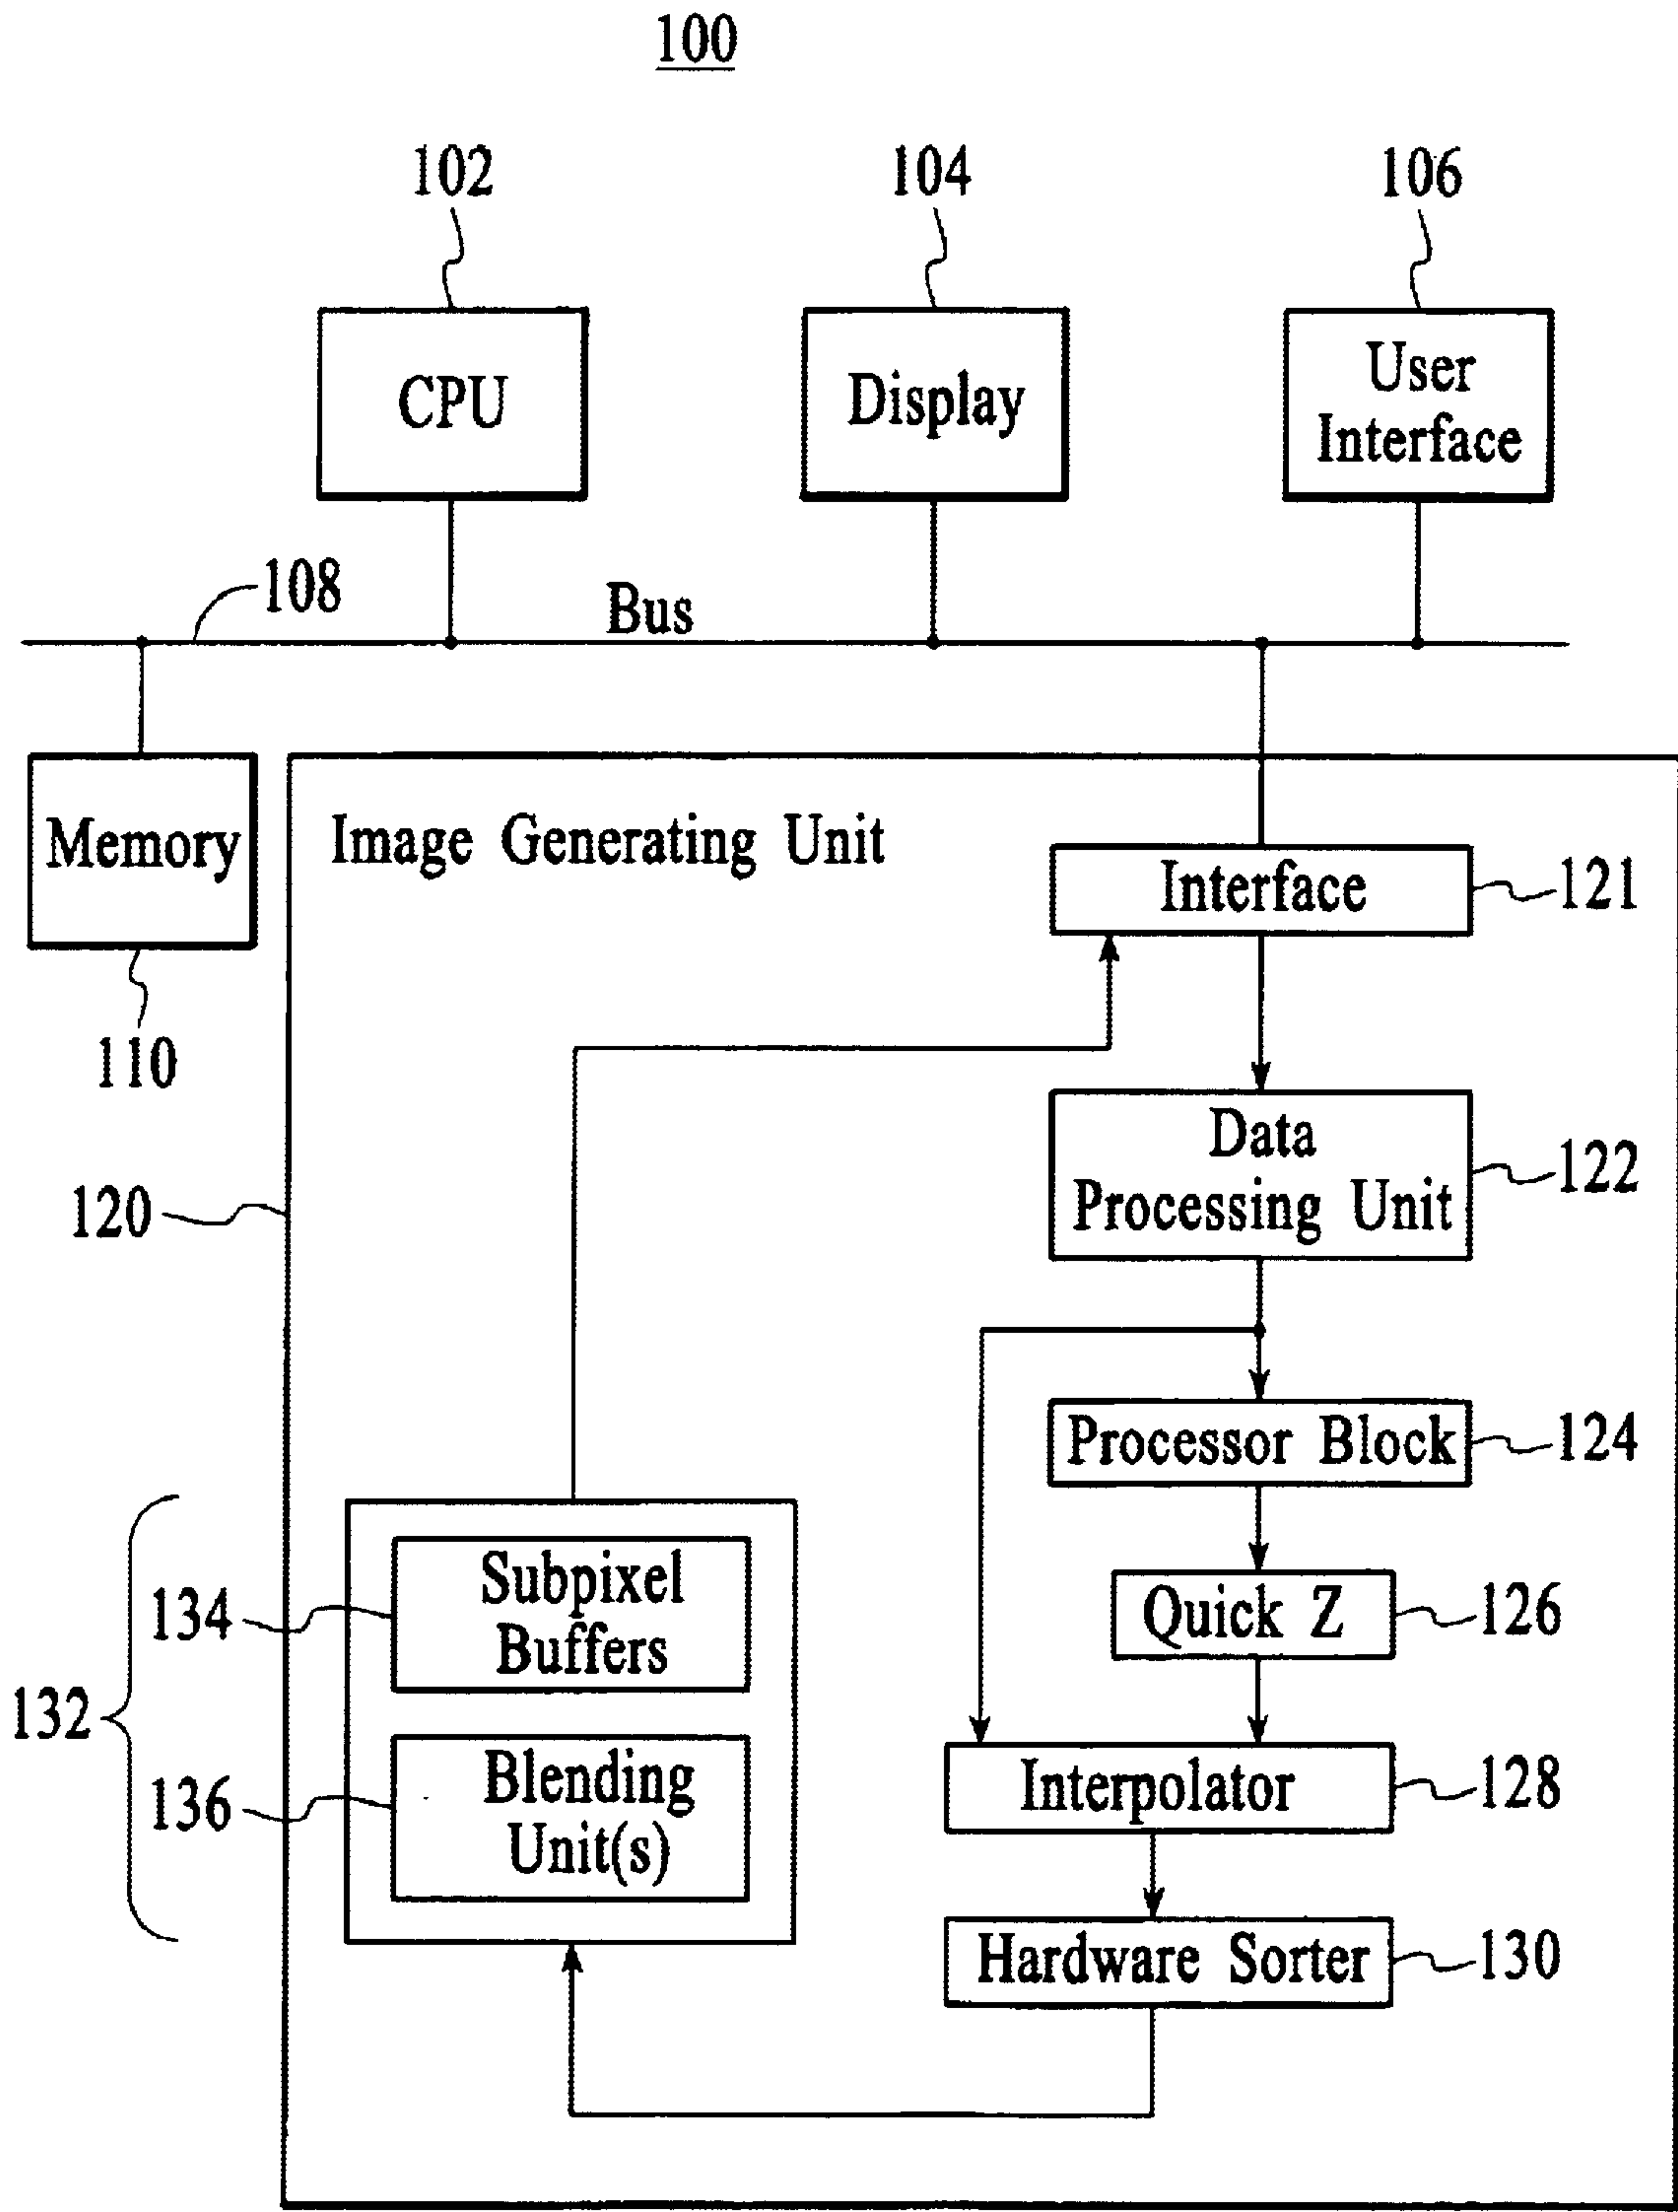 100
102
104
106
CPU
Display
User
Interface
108
Bus
Memory
110
Image Generating Unit
Interface
121
Data
Processing Unit
122
120
Processor Block
124
Subpixel
Buffers
134
Quick Z
126
132
Blending
Unit(s)
136
Interpolator
128
Hardware Sorter
130